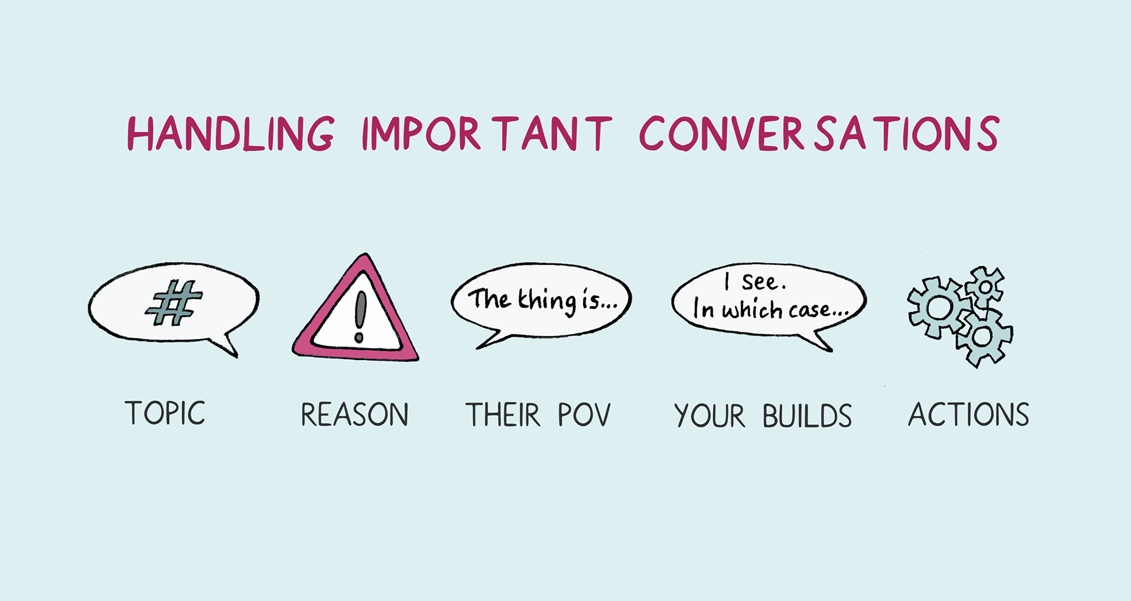 HANDLING IMPORTANT CONVERSATIONS
#
!
The thing is...
I see.
In which case...
TOPIC
REASON
THEIR POV
YOUR BUILDS
ACTIONS